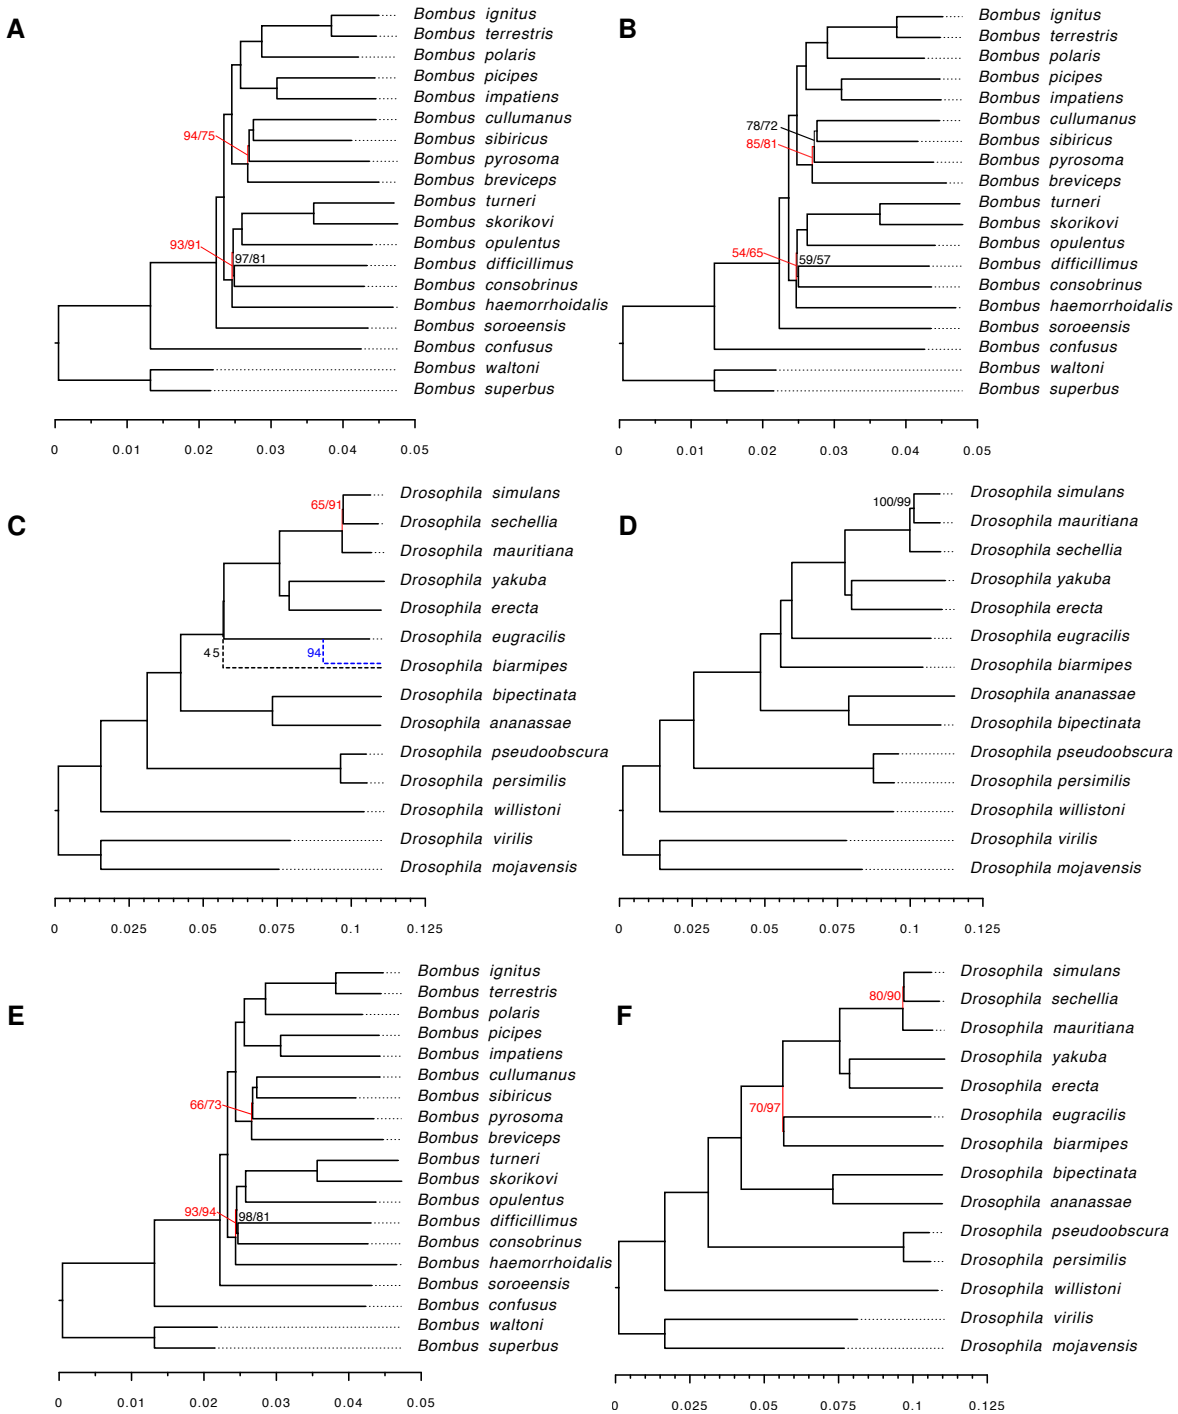 A
Bombus ignitus
Bombus terrestris
Bombus polaris
Bombus picipes
Bombus impatiens
Bombus cullumanus
94/75
Bombus sibiricus
Bombus pyrosoma
Bombus breviceps
Bombus turneri
Bombus skorikovi
93/91
Bombus opulentus
97/81
Bombus difficillimus
Bombus consobrinus
Bombus haemorrhoidalis
Bombus soroeensis
Bombus confusus
Bombus waltoni
Bombus superbus
0 0.01 0.02 0.03 0.04 0.05
B
Bombus ignitus
Bombus terrestris
Bombus polaris
Bombus picipes
Bombus impatiens
Bombus cullumanus
78/72
Bombus sibiricus
85/81
Bombus pyrosoma
Bombus breviceps
Bombus turneri
Bombus skorikovi
Bombus opulentus
54/65
59/57
Bombus difficillimus
Bombus consobrinus
Bombus haemorrhoidalis
Bombus soroeensis
Bombus confusus
Bombus waltoni
Bombus superbus
0 0.01 0.02 0.03 0.04 0.05
C
Drosophila simulans
65/91
Drosophila sechellia
Drosophila mauritiana
Drosophila yakuba
Drosophila erecta
Drosophila eugracilis
45
94
Drosophila biarmipes
Drosophila bipectinata
Drosophila ananassae
Drosophila pseudoobscura
Drosophila persimilis
Drosophila willistoni
Drosophila virilis
Drosophila mojavensis
0 0.025 0.05 0.075 0.1 0.125
D
Drosophila simulans
100/99
Drosophila mauritiana
Drosophila sechellia
Drosophila yakuba
Drosophila erecta
Drosophila eugracilis
Drosophila biarmipes
Drosophila ananassae
Drosophila bipectinata
Drosophila pseudoobscura
Drosophila persimilis
Drosophila willistoni
Drosophila virilis
Drosophila mojavensis
0 0.025 0.05 0.075 0.1 0.125
E
Bombus ignitus
Bombus terrestris
Bombus polaris
Bombus picipes
Bombus impatiens
Bombus cullumanus
Bombus sibiricus
66/73
Bombus pyrosoma
Bombus breviceps
Bombus turneri
Bombus skorikovi
Bombus opulentus
93/94
98/81
Bombus difficillimus
Bombus consobrinus
Bombus haemorrhoidalis
Bombus soroeensis
Bombus confusus
Bombus waltoni
Bombus superbus
0 0.01 0.02 0.03 0.04 0.05
F
Drosophila simulans
80/90
Drosophila sechellia
Drosophila mauritiana
Drosophila yakuba
Drosophila erecta
70/97
Drosophila eugracilis
Drosophila biarmipes
Drosophila bipectinata
Drosophila ananassae
Drosophila pseudoobscura
Drosophila persimilis
Drosophila willistoni
Drosophila virilis
Drosophila mojavensis
0 0.025 0.05 0.075 0.1 0.125